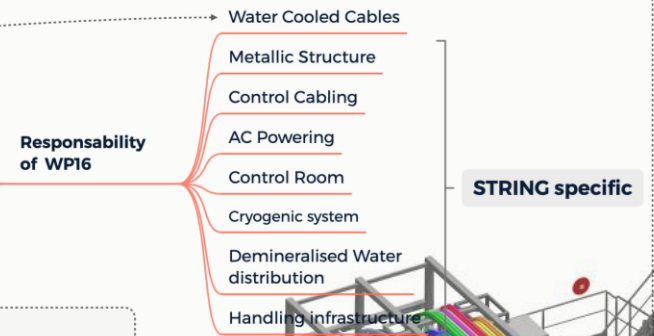 Water Cooled Cables
Metallic Structure
Control Cabling
Responsability
of WP16
AC Powering
Control Room
STRING specific
Cryogenic system
Demineralised Water
distribution
Handling infrastructure